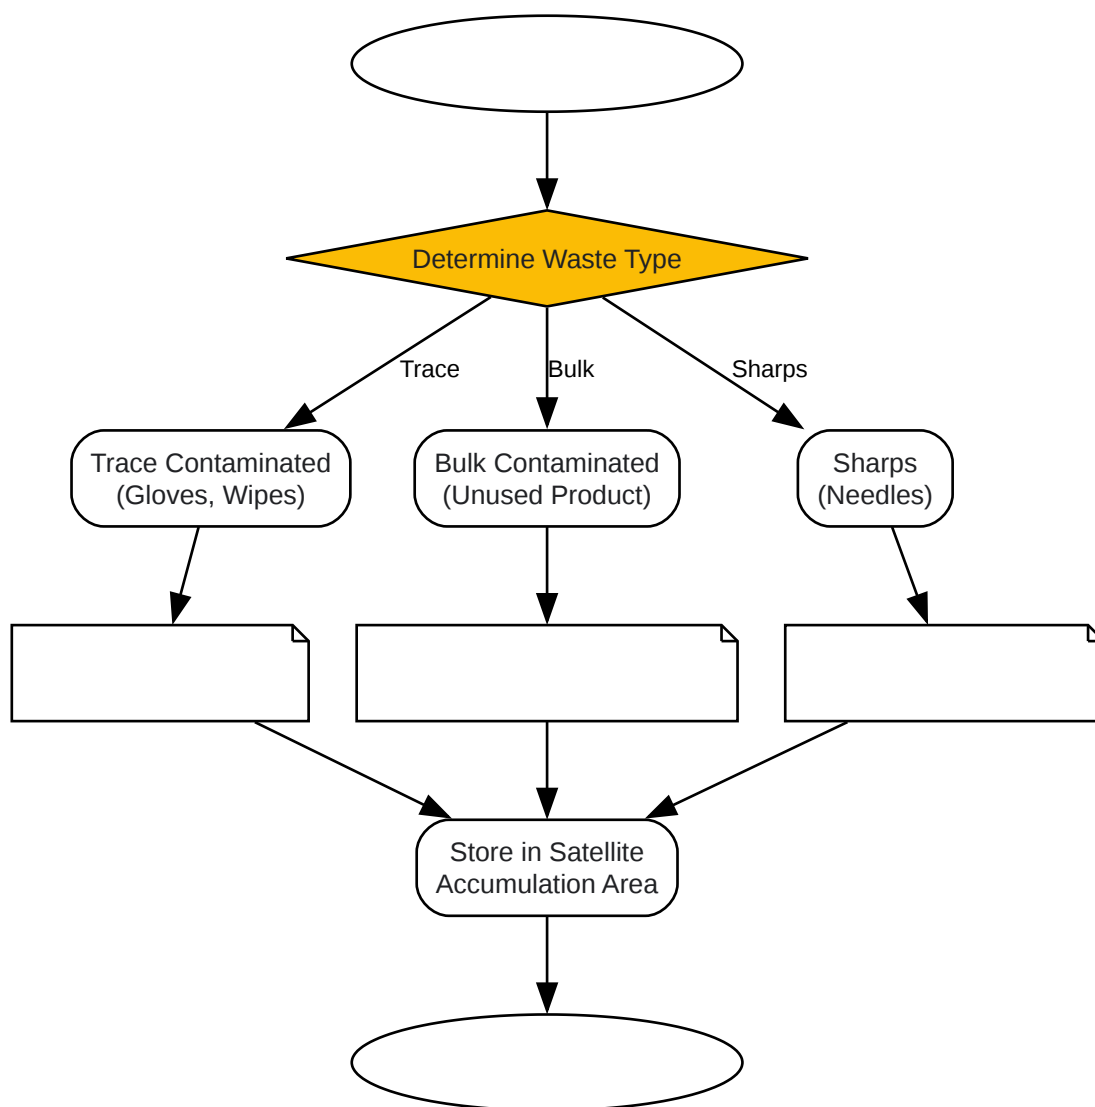 Determine Waste Type
Trace
Bulk
Sharps
Trace Contaminated
(Gloves, Wipes)
Bulk Contaminated
(Unused Product)
Sharps
(Needles)
Store in Satellite
Accumulation Area